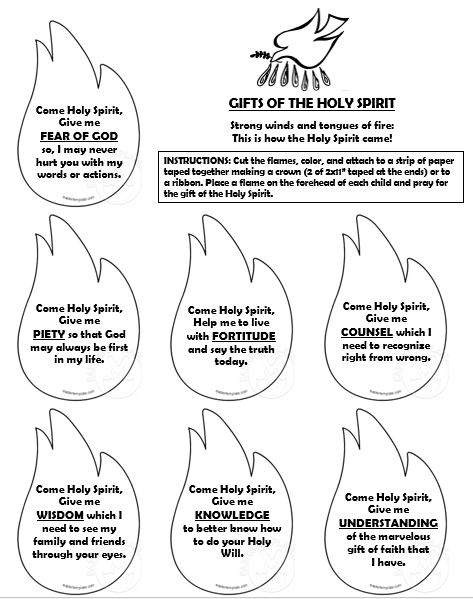 GIFTS OF THE HOLY SPIRIT
Strong winds and tongues of fire:
This is how the Holy Spirit came!
INSTRUCTIONS: Cut the flames, color, and attach to a strip of paper
taped together making a crown (2 of 2x11" taped at the ends) or to
a ribbon. Place a flame on the forehead of each child and pray for
the gift of the Holy Spirit.
Come Holy Spirit,
Give me
FEAR OF GOD
so, I may never
hurt you with my
words or actions.
Come Holy Spirit,
Give me
PIETY so that God
may always be first
in my life.
Come Holy Spirit,
Help me to live
with FORTITUDE
and say the truth
today.
Come Holy Spirit,
Give me
COUNSEL which I
need to recognize
right from wrong.
Come Holy Spirit,
Give me
WISDOM which I
need to see my
family and friends
through your eyes.
Come Holy Spirit,
Give me
KNOWLEDGE
to better know how
to do your Holy
Will.
Come Holy Spirit,
Give me
UNDERSTANDING
of the marvelous
gift of faith that
I have.